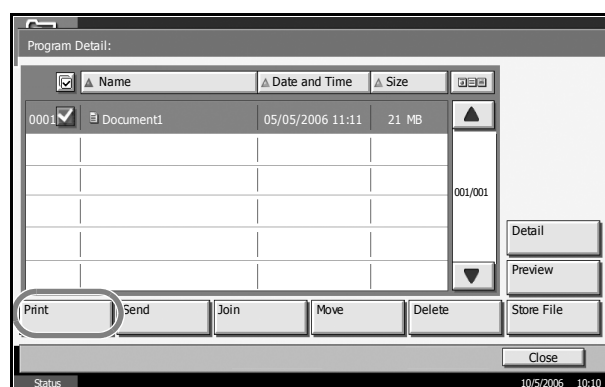 Program Detail:
Name Date and Time Size
0001 Document1 05/05/2006 11:11 21 MB
001/001
Detail
Preview
Print Send Join Move Delete Store File
Close
Status 10/5/2006 10:10